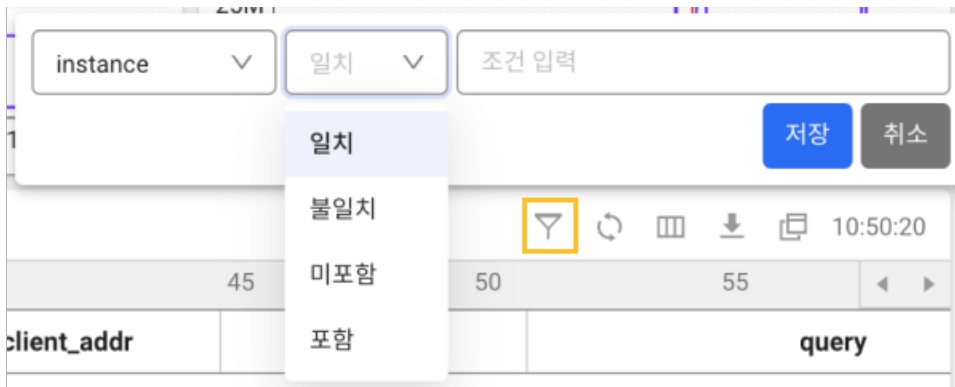 instance
일치
조건 입력
저장
취소
일치
불일치
미포함
포함
10:50:20
45
50
55
client_addr
query